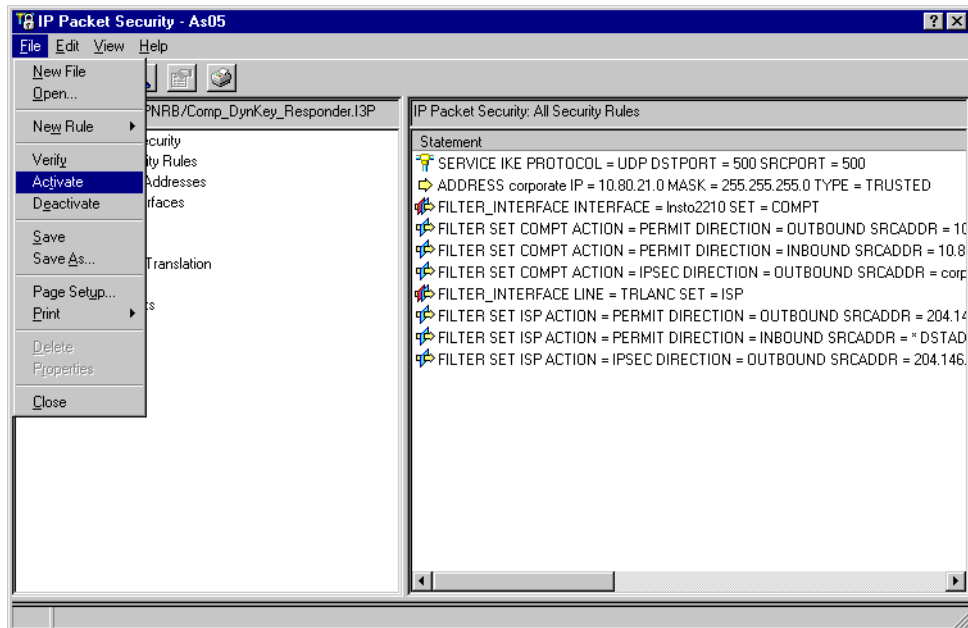 IP Packet Security - As05
File Edit View Help
New File
Open...
New Rule
Verify
Activate
Deactivate
Save
Save As...
Page Setup...
Print
Delete
Properties
Close
PNRB/Comp_DynKey_Responder.I3P
ecurity
ity Rules
Addresses
rfaces
Translation
:s
IP Packet Security: All Security Rules
Statement
SERVICE IKE PROTOCOL = UDP DSTPORT = 500 SRCPORT = 500
ADDRESS corporate IP = 10.80.21.0 MASK = 255.255.255.0 TYPE = TRUSTED
FILTER_INTERFACE INTERFACE = Insto2210 SET = COMPT
FILTER SET COMPT ACTION = PERMIT DIRECTION = OUTBOUND SRCADDR = 10
FILTER SET COMPT ACTION = PERMIT DIRECTION = INBOUND SRCADDR = 10.8
FILTER SET COMPT ACTION = IPSEC DIRECTION = OUTBOUND SRCADDR = corp
FILTER_INTERFACE LINE = TRLANC SET = ISP
FILTER SET ISP ACTION = PERMIT DIRECTION = OUTBOUND SRCADDR = 204.14
FILTER SET ISP ACTION = PERMIT DIRECTION = INBOUND SRCADDR = * DSTAD
FILTER SET ISP ACTION = IPSEC DIRECTION = OUTBOUND SRCADDR = 204.146.